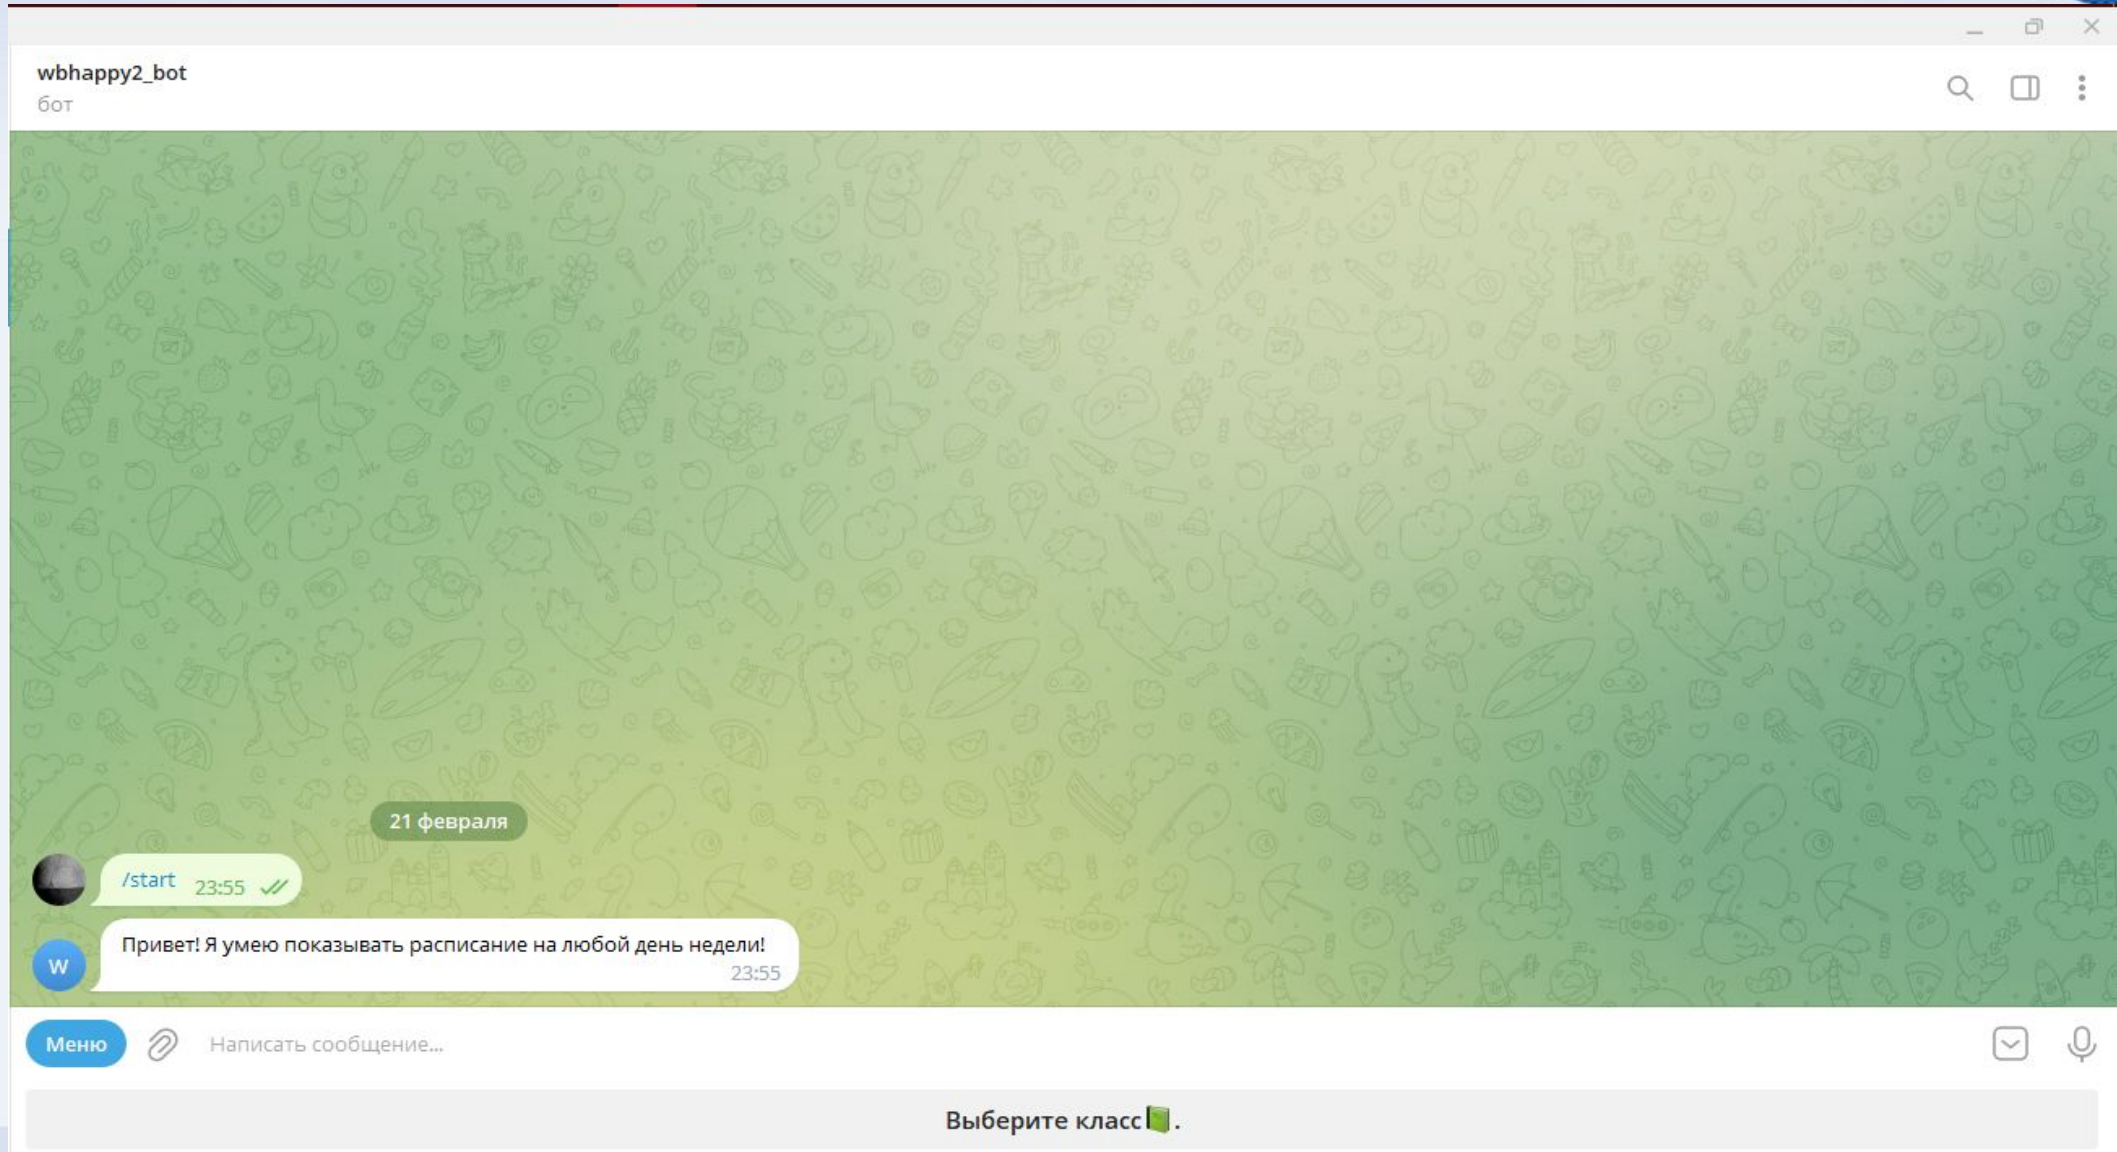 wbhappy2_bot
бот
21 февраля
/start 23:55
Привет! Я умею показывать расписание на любой день недели!
23:55
W
Меню Написать сообщение...
Выберите класс📗.